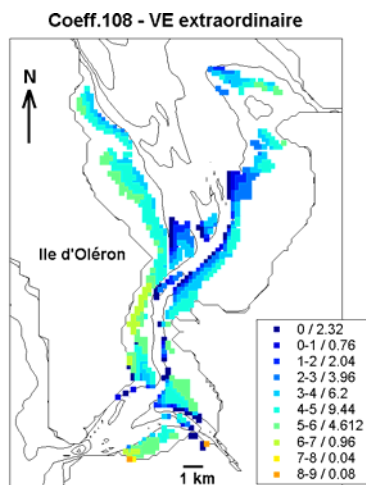 Coeff.108 - VE extraordinaire
N
Ile d'Oléron
0 / 2.32
0-1 / 0.76
1-2 / 2.04
2-3 / 3.96
3-4 / 6.2
4-5 / 9.44
5-6 / 4.612
6-7 / 0.96
7-8 / 0.04
8-9 / 0.08
1 km